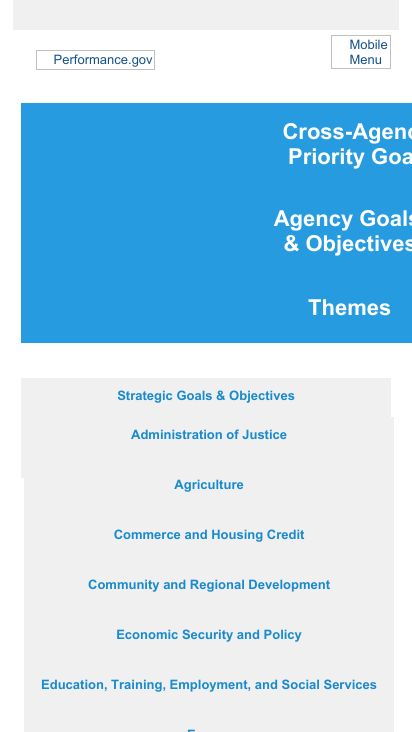 Performance.gov
Mobile
Menu
Cross-Agenc
Priority Goa
Agency Goals
& Objectives
Themes
Strategic Goals & Objectives
Administration of Justice
Agriculture
Commerce and Housing Credit
Community and Regional Development
Economic Security and Policy
Education, Training, Employment, and Social Services